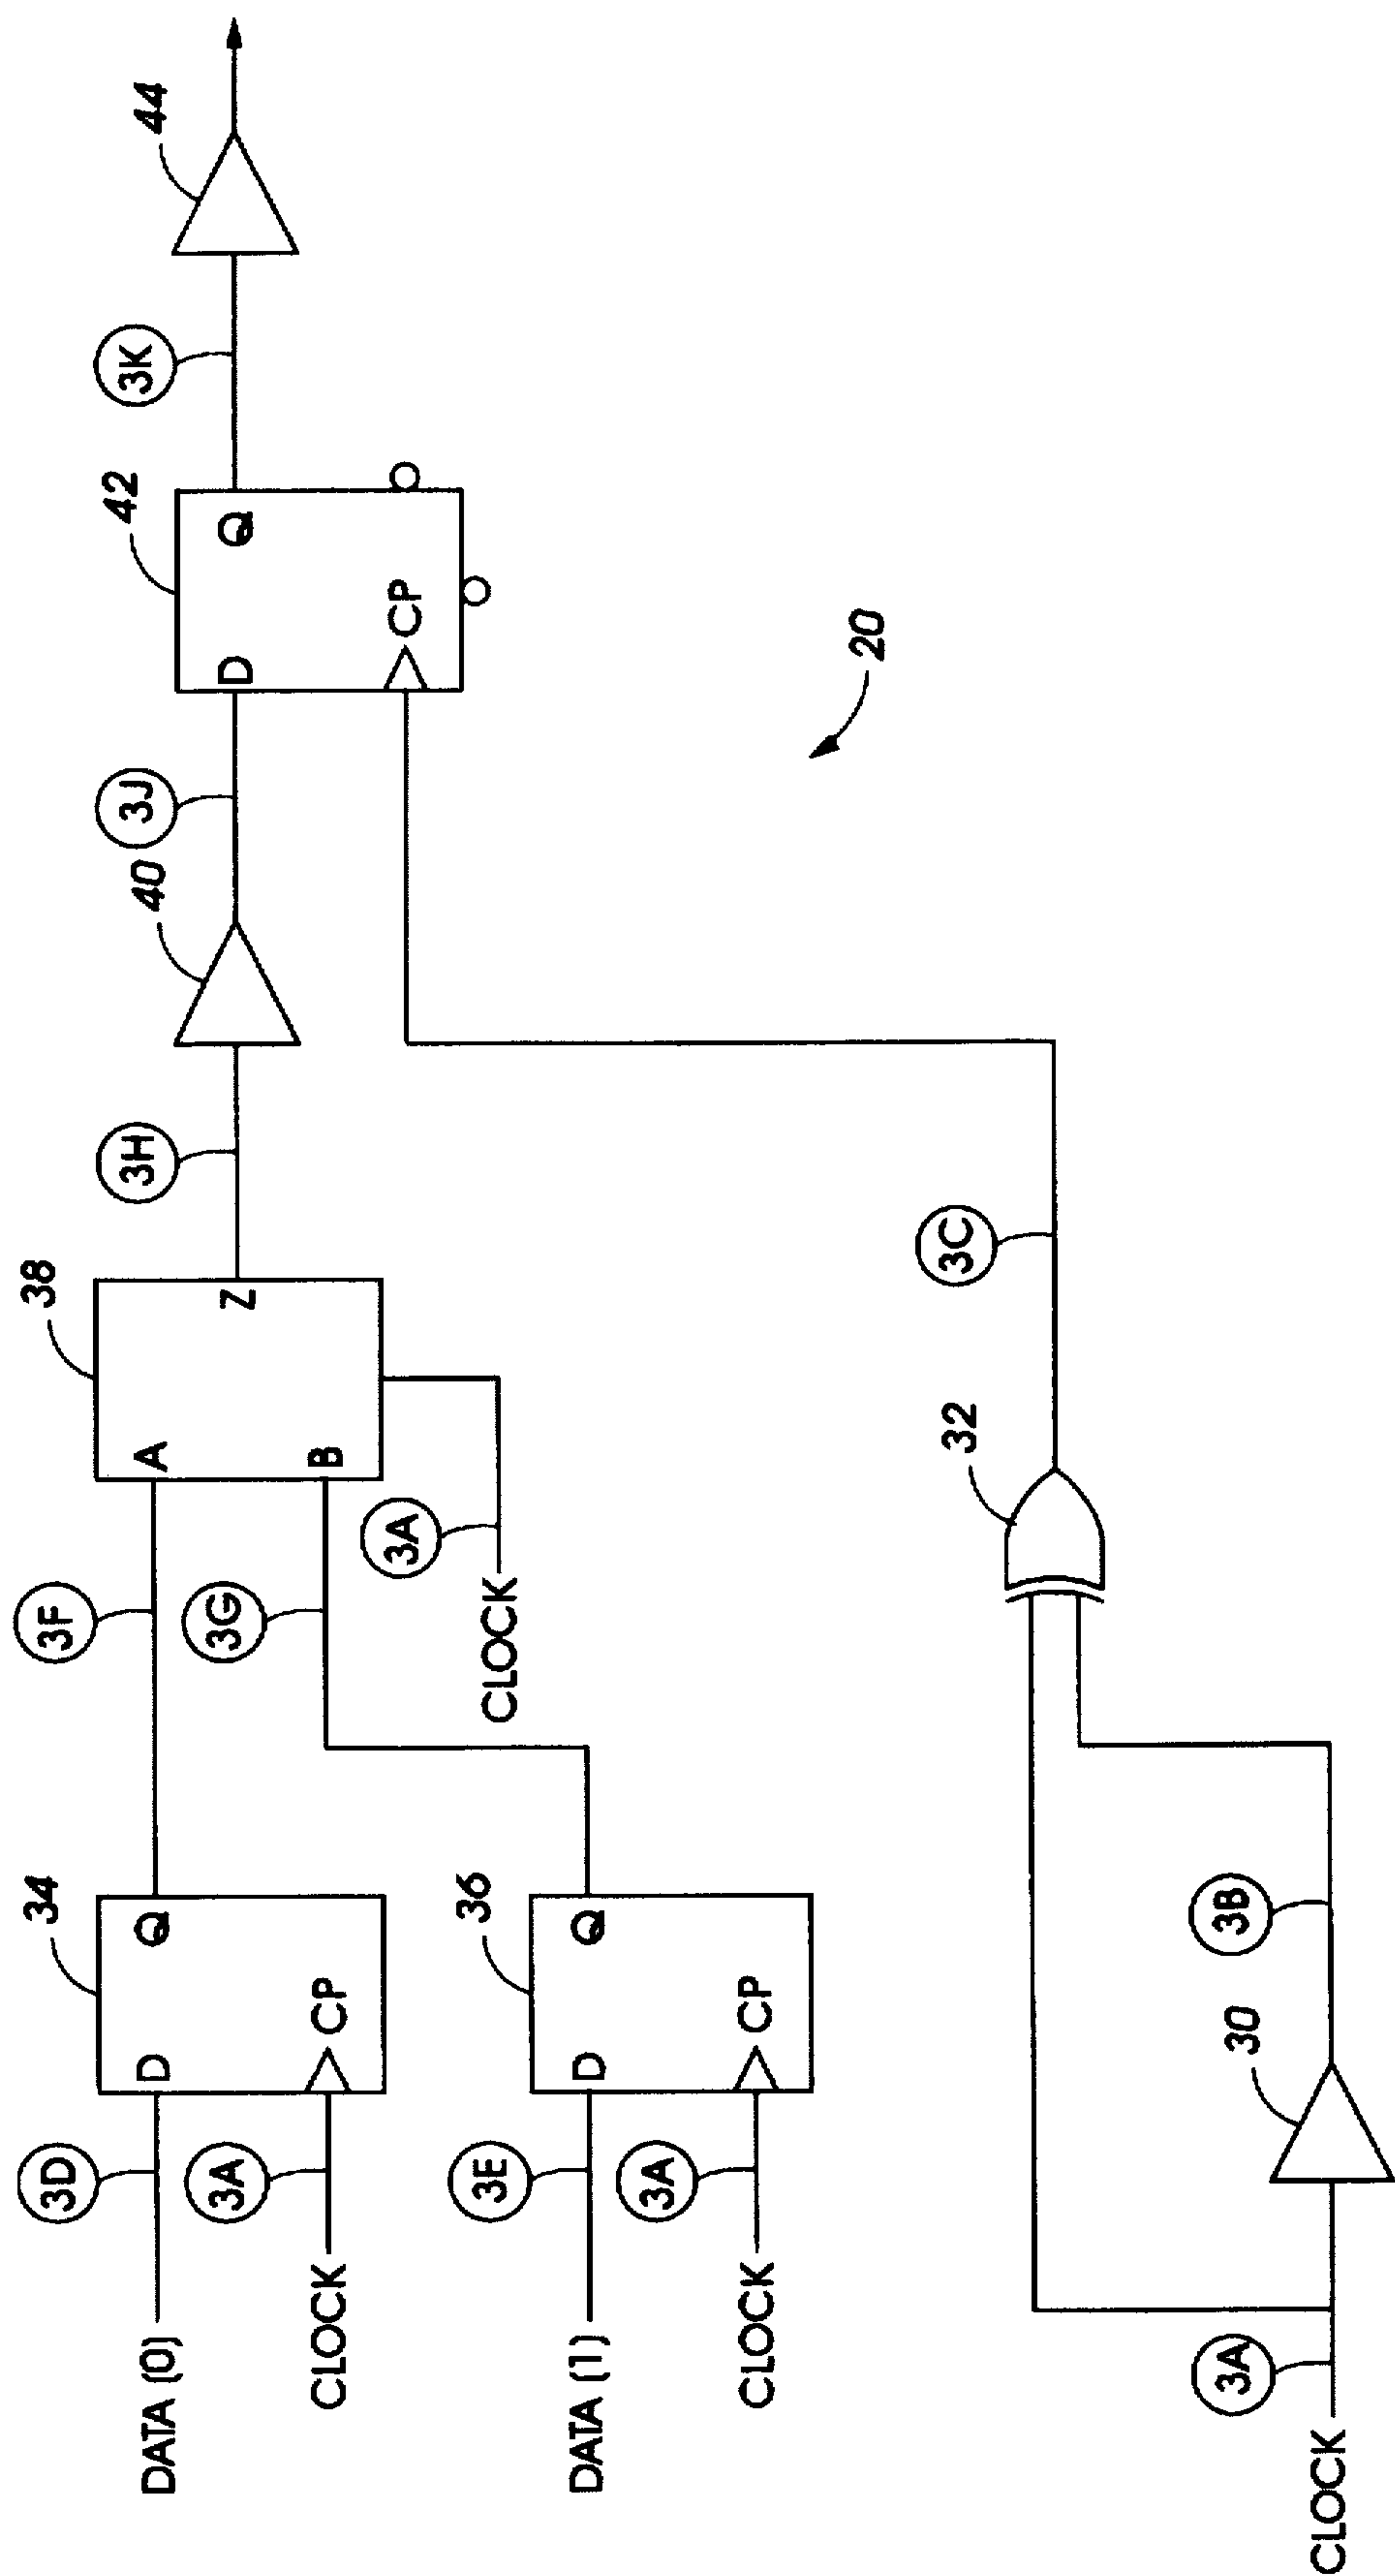 DATA (0)
3D
D
Q
34
CLOCK
3A
CP
3F
A
B
Z
38
3H
40
3J
D
Q
CP
42
3K
44
DATA (1)
3E
D
Q
36
CLOCK
3A
CP
3G
CLOCK
3A
20
CLOCK
3A
30
3B
32
3C